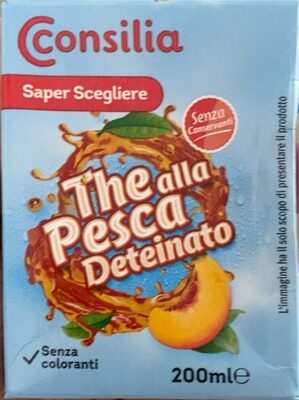 Consilia
Saper Scegliere
Senza
Conservanti
The alla
Pesca
Deteinato
L'immagine ha il solo scopo di presentare il prodotto
Senza
coloranti
200ml℮